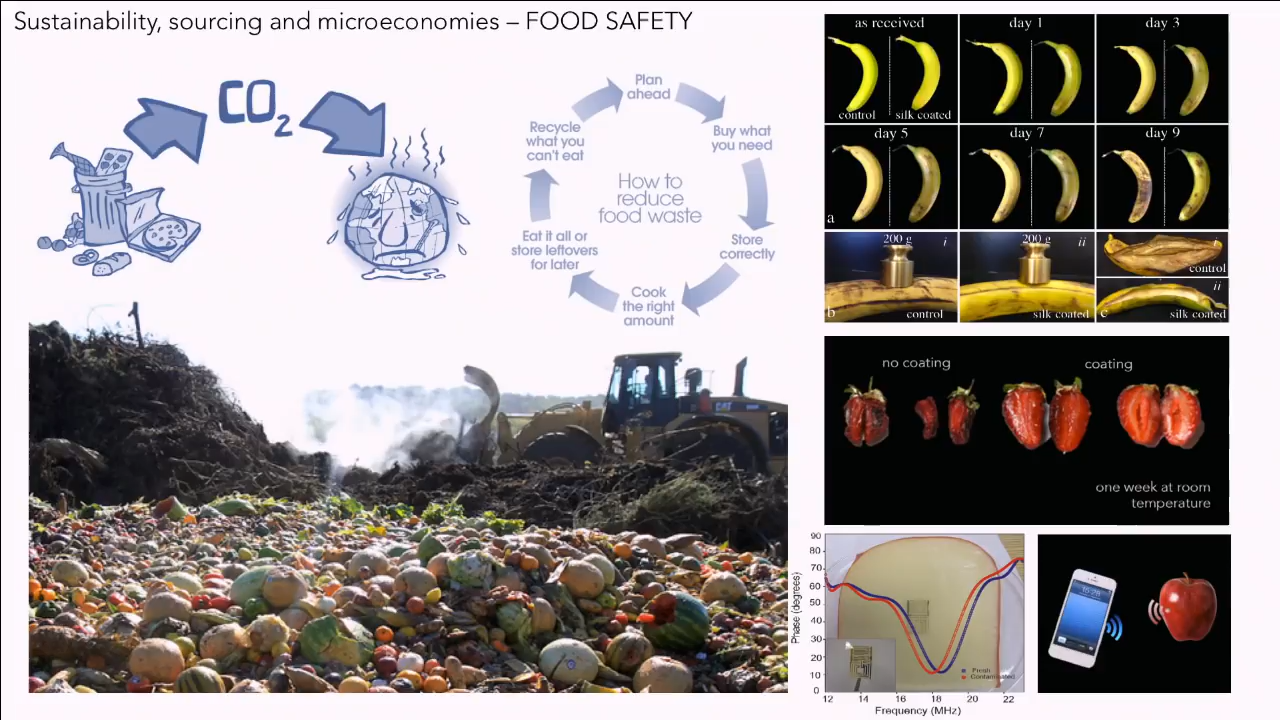 Sustainability, sourcing and microeconomies – FOOD SAFETY
CO2
Plan
ahead
Buy what
you need
Store
correctly
Cook
the right
amount
Eat it all or
store leftovers
for later
Recycle
what you
can't eat
How to
reduce
food waste
CAT
as received
day 1
day 3
control
silk coated
day 5
day 7
day 9
a
200 g
i
200 g
ii
i
control
ii
b
control
silk coated
c
silk coated
no coating
coating
one week at room
temperature
90
80
70
60
50
40
30
20
10
0
Phase (degrees)
Fresh
Contaminated
12
14
16
18
20
22
Frequency (MHz)